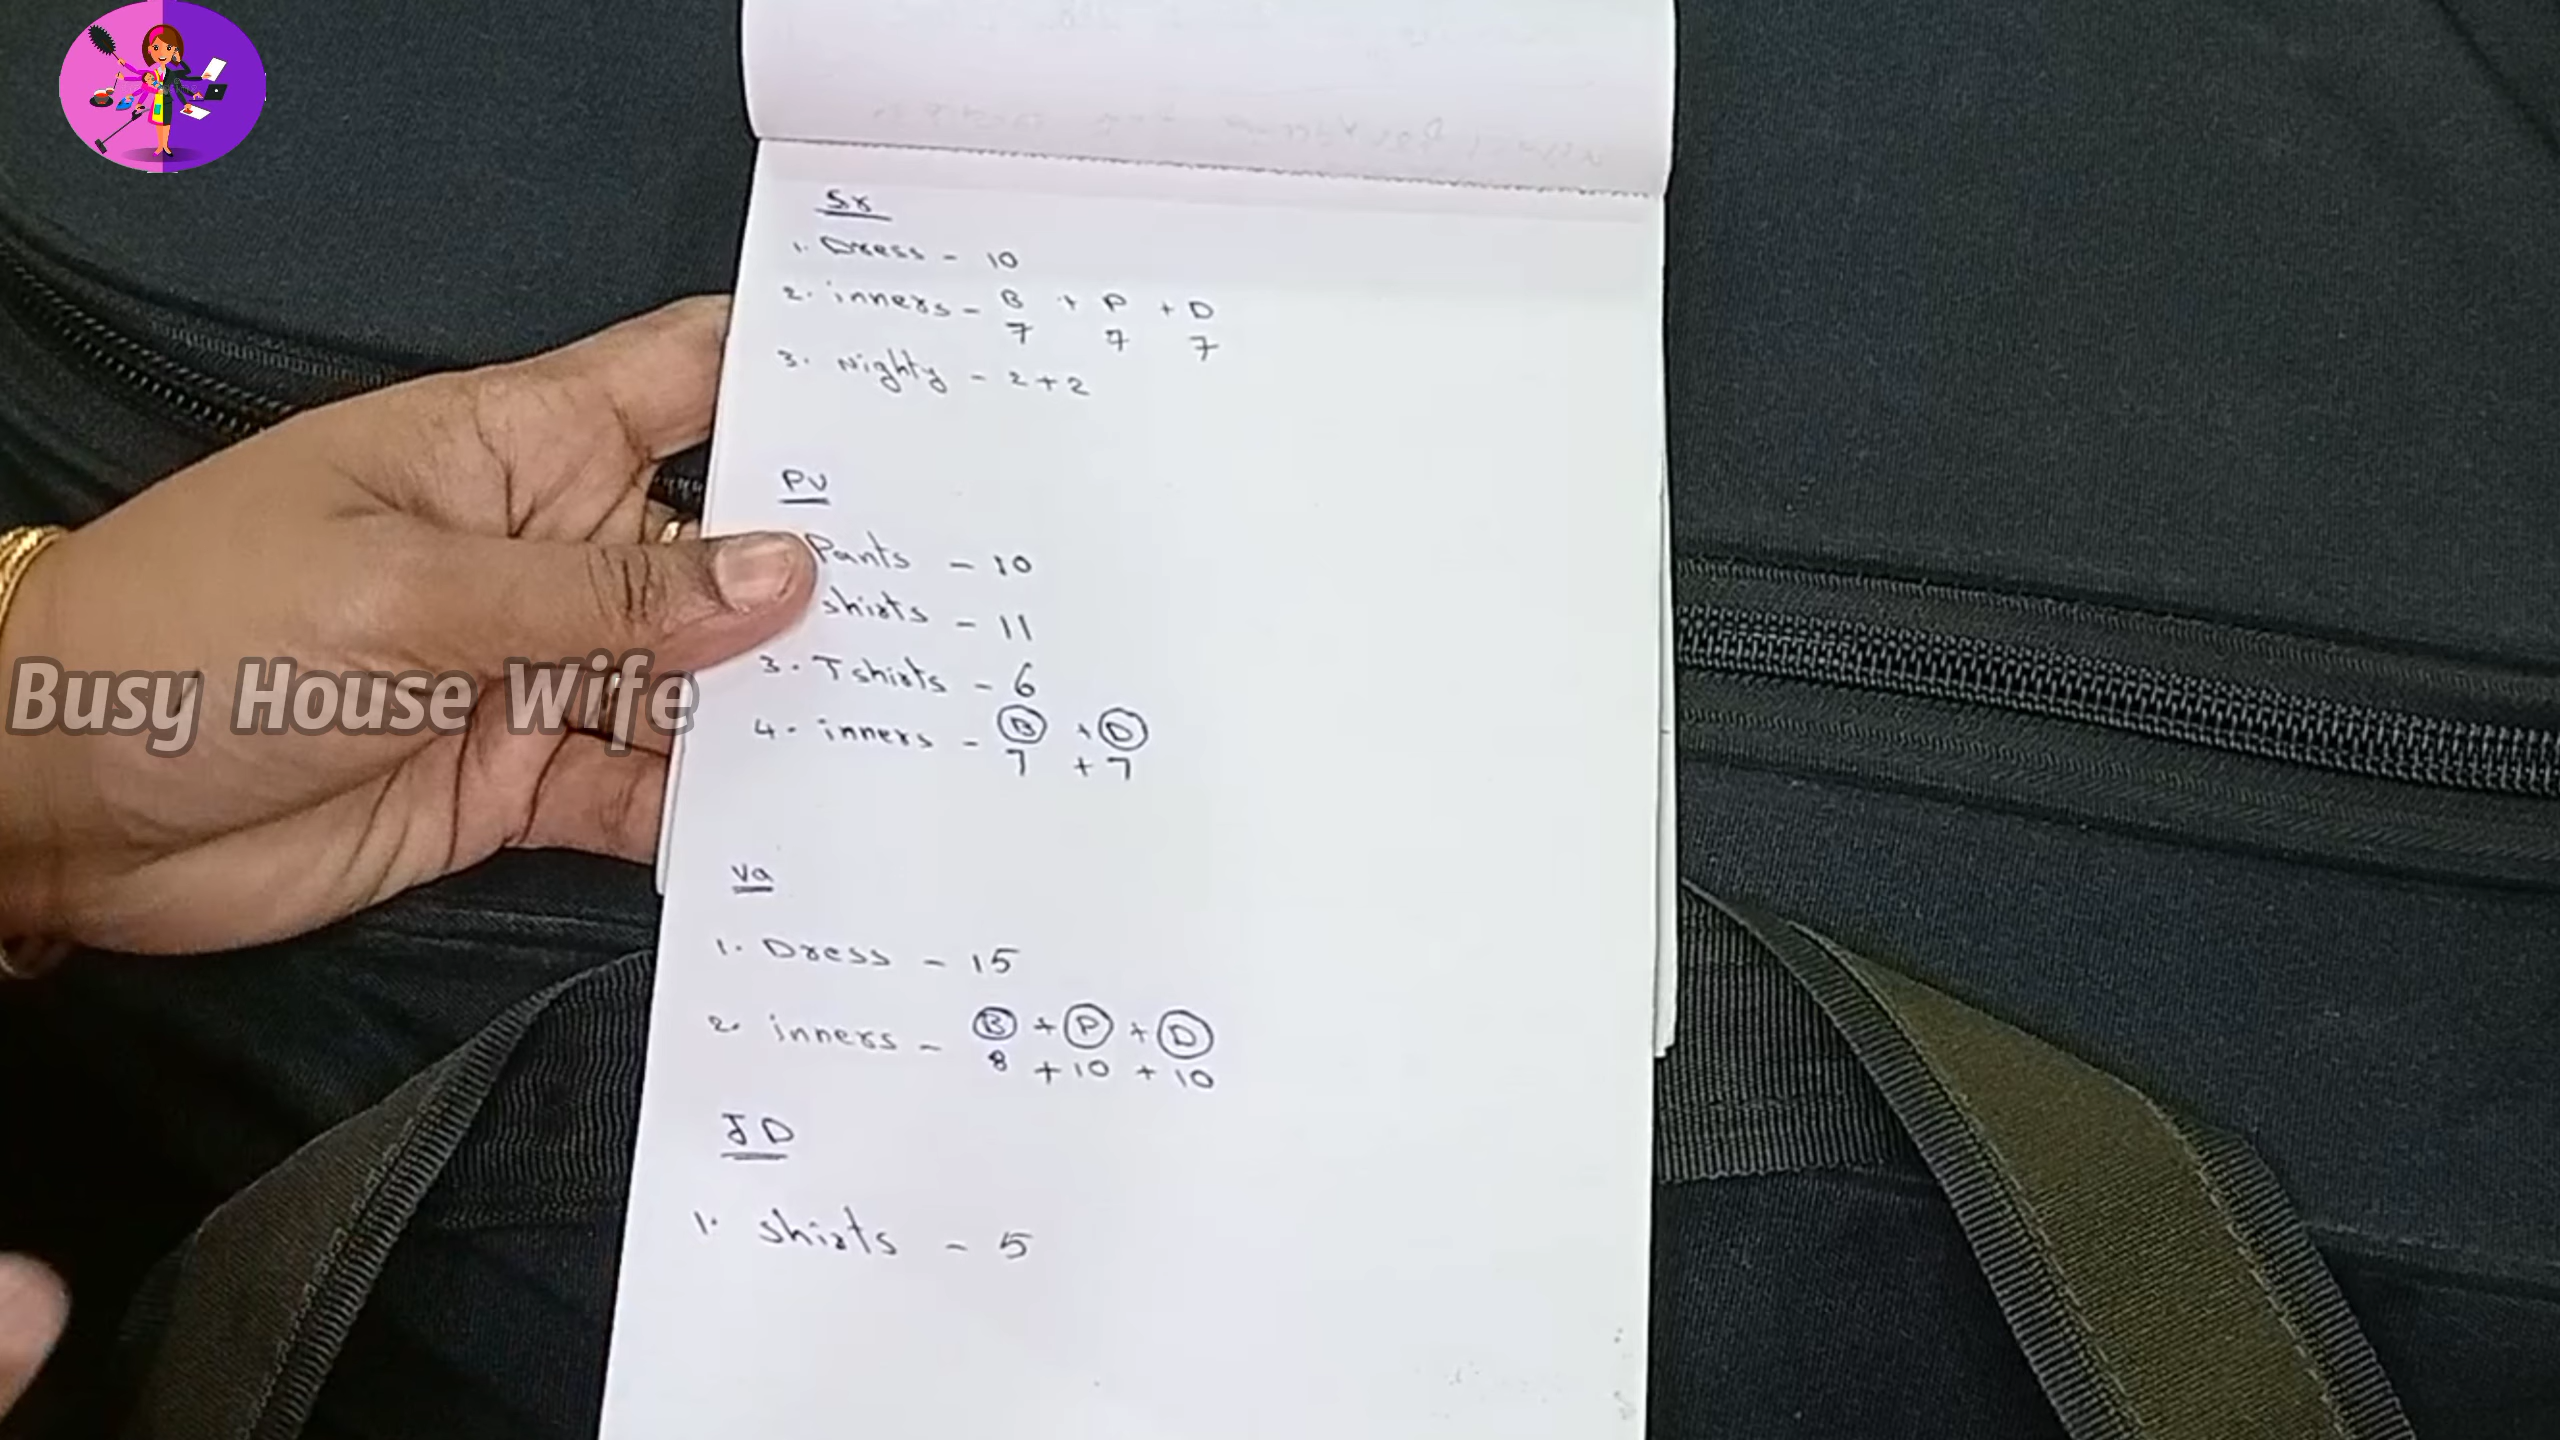 Sr
1. Dress - 10
2. inners - B + P + D
7 7 7
3. Nighty - 2+2
PV
Pants - 10
shirts - 11
3. Tshirts - 6
4. inners - B + D
7 + 7
Va
1. Dress - 15
2. inners - B + P + D
8 + 10 + 10
JD
1. shirts - 5
Busy House Wife